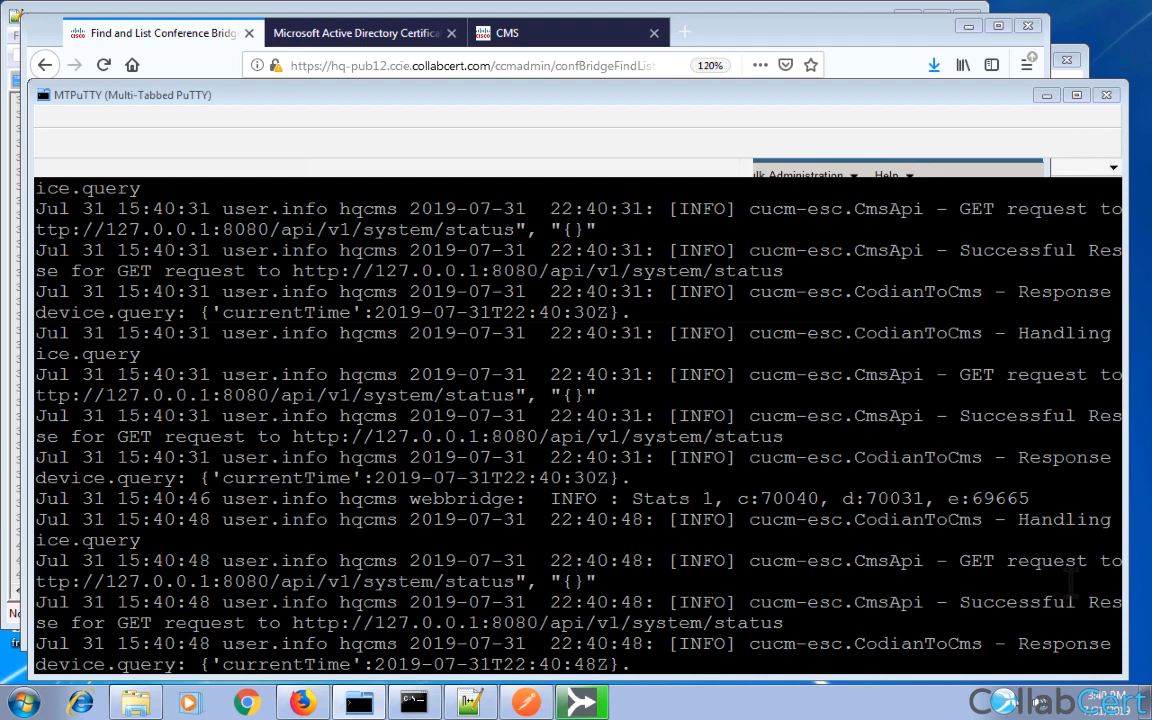 Find and List Conference Bridg
Microsoft Active Directory Certifica
CMS
https://hq-pub12.ccie.collabcert.com/ccmadmin/confBridgeFindList
120%
MTPuTTY (Multi-Tabbed PuTTY)
ulk Administration Help
ice.query
Jul 31 15:40:31 user.info hqcms 2019-07-31 22:40:31: [INFO] cucm-esc.CmsApi - GET request to
ttp://127.0.0.1:8080/api/v1/system/status", "{}"
Jul 31 15:40:31 user.info hqcms 2019-07-31 22:40:31: [INFO] cucm-esc.CmsApi - Successful Res
se for GET request to http://127.0.0.1:8080/api/v1/system/status
Jul 31 15:40:31 user.info hqcms 2019-07-31 22:40:31: [INFO] cucm-esc.CodianToCms - Response
device.query: {'currentTime':2019-07-31T22:40:30Z}.
Jul 31 15:40:31 user.info hqcms 2019-07-31 22:40:31: [INFO] cucm-esc.CodianToCms - Handling
ice.query
Jul 31 15:40:31 user.info hqcms 2019-07-31 22:40:31: [INFO] cucm-esc.CmsApi - GET request to
ttp://127.0.0.1:8080/api/v1/system/status", "{}"
Jul 31 15:40:31 user.info hqcms 2019-07-31 22:40:31: [INFO] cucm-esc.CmsApi - Successful Res
se for GET request to http://127.0.0.1:8080/api/v1/system/status
Jul 31 15:40:31 user.info hqcms 2019-07-31 22:40:31: [INFO] cucm-esc.CodianToCms - Response
device.query: {'currentTime':2019-07-31T22:40:30Z}.
Jul 31 15:40:46 user.info hqcms webbridge: INFO : Stats 1, c:70040, d:70031, e:69665
Jul 31 15:40:48 user.info hqcms 2019-07-31 22:40:48: [INFO] cucm-esc.CodianToCms - Handling
ice.query
Jul 31 15:40:48 user.info hqcms 2019-07-31 22:40:48: [INFO] cucm-esc.CmsApi - GET request to
ttp://127.0.0.1:8080/api/v1/system/status", "{}"
Jul 31 15:40:48 user.info hqcms 2019-07-31 22:40:48: [INFO] cucm-esc.CmsApi - Successful Res
se for GET request to http://127.0.0.1:8080/api/v1/system/status
Jul 31 15:40:48 user.info hqcms 2019-07-31 22:40:48: [INFO] cucm-esc.CodianToCms - Response
device.query: {'currentTime':2019-07-31T22:40:48Z}.
3:40 PM
7/31/2019
CollabCert